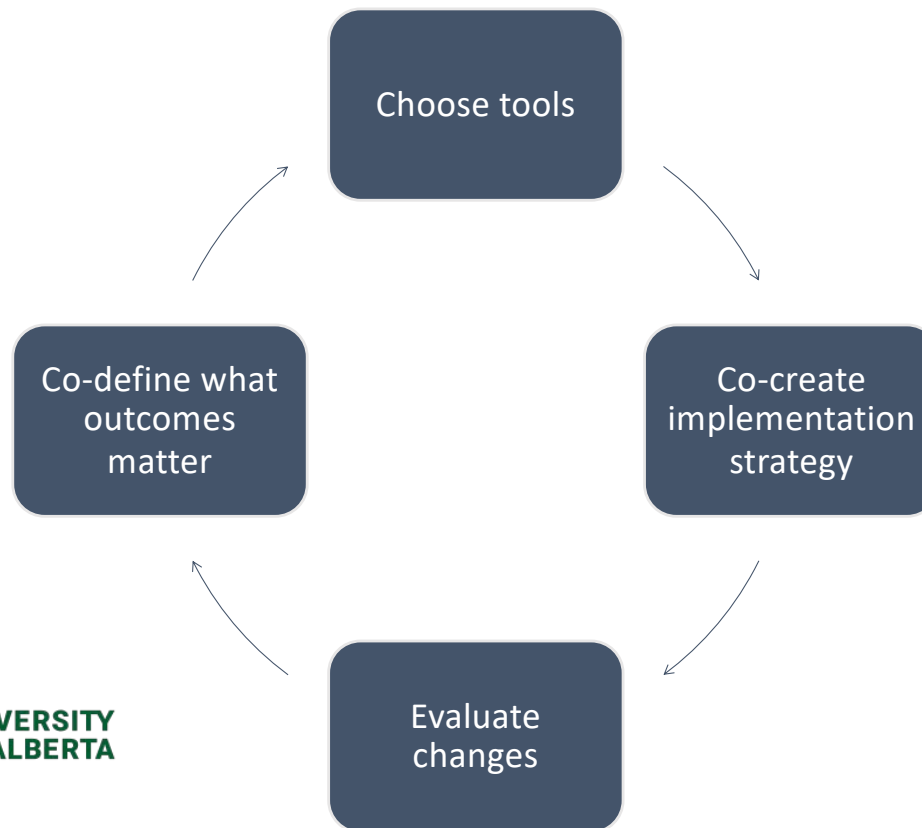 Choose tools
Co-define what
outcomes
matter
Co-create
implementation
strategy
Evaluate
changes
VERSITY
ALBERTA